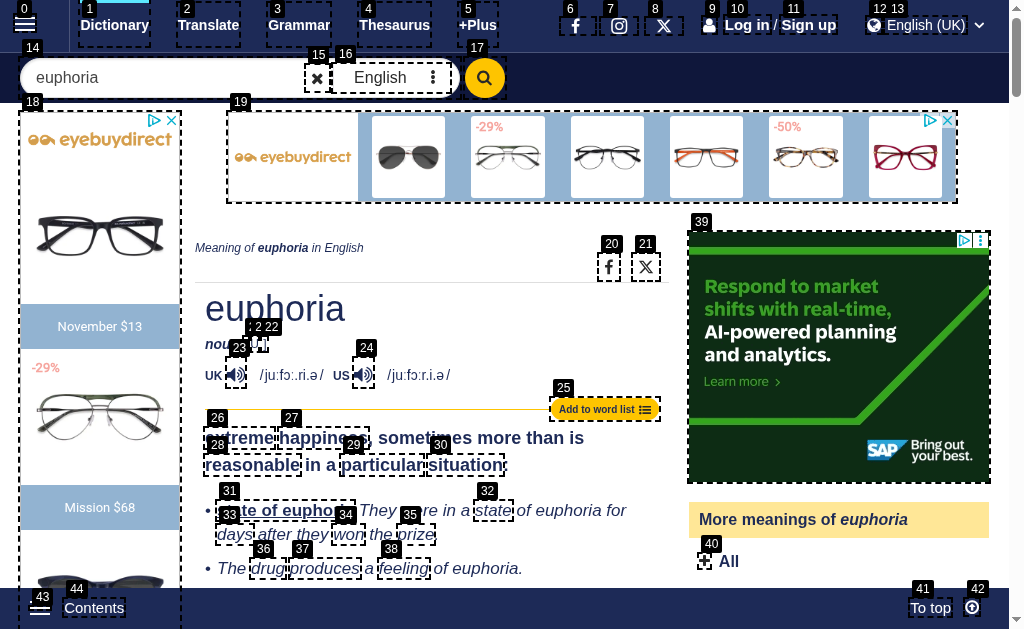 Dictionary
Translate
Grammar
Thesaurus
+Plus
Log in / Sign up
English (UK)
euphoria
English
eyebuydirect
November $13
-29%
Mission $68
eyebuydirect
-29%
-50%
Meaning of euphoria in English
euphoria
UK /juːˈfɔː.ri.ə/ US /juːˈfɔːr.i.ə/
Add to word list
extreme happiness, sometimes more than is
reasonable in a particular situation:
• state of euphoria They were in a state of euphoria for
days after they won the prize.
• The drug produces a feeling of euphoria.
Respond to market
shifts with real-time,
AI-powered planning
and analytics.
Learn more
SAP Bring out
your best.
More meanings of euphoria
All
Contents
To top
0
1
2
3
4
5
6
7
8
9
10
11
12
13
14
15
16
17
18
19
20
21
22
23
24
25
26
27
28
29
30
31
32
33
34
35
36
37
38
39
40
41
42
43
44